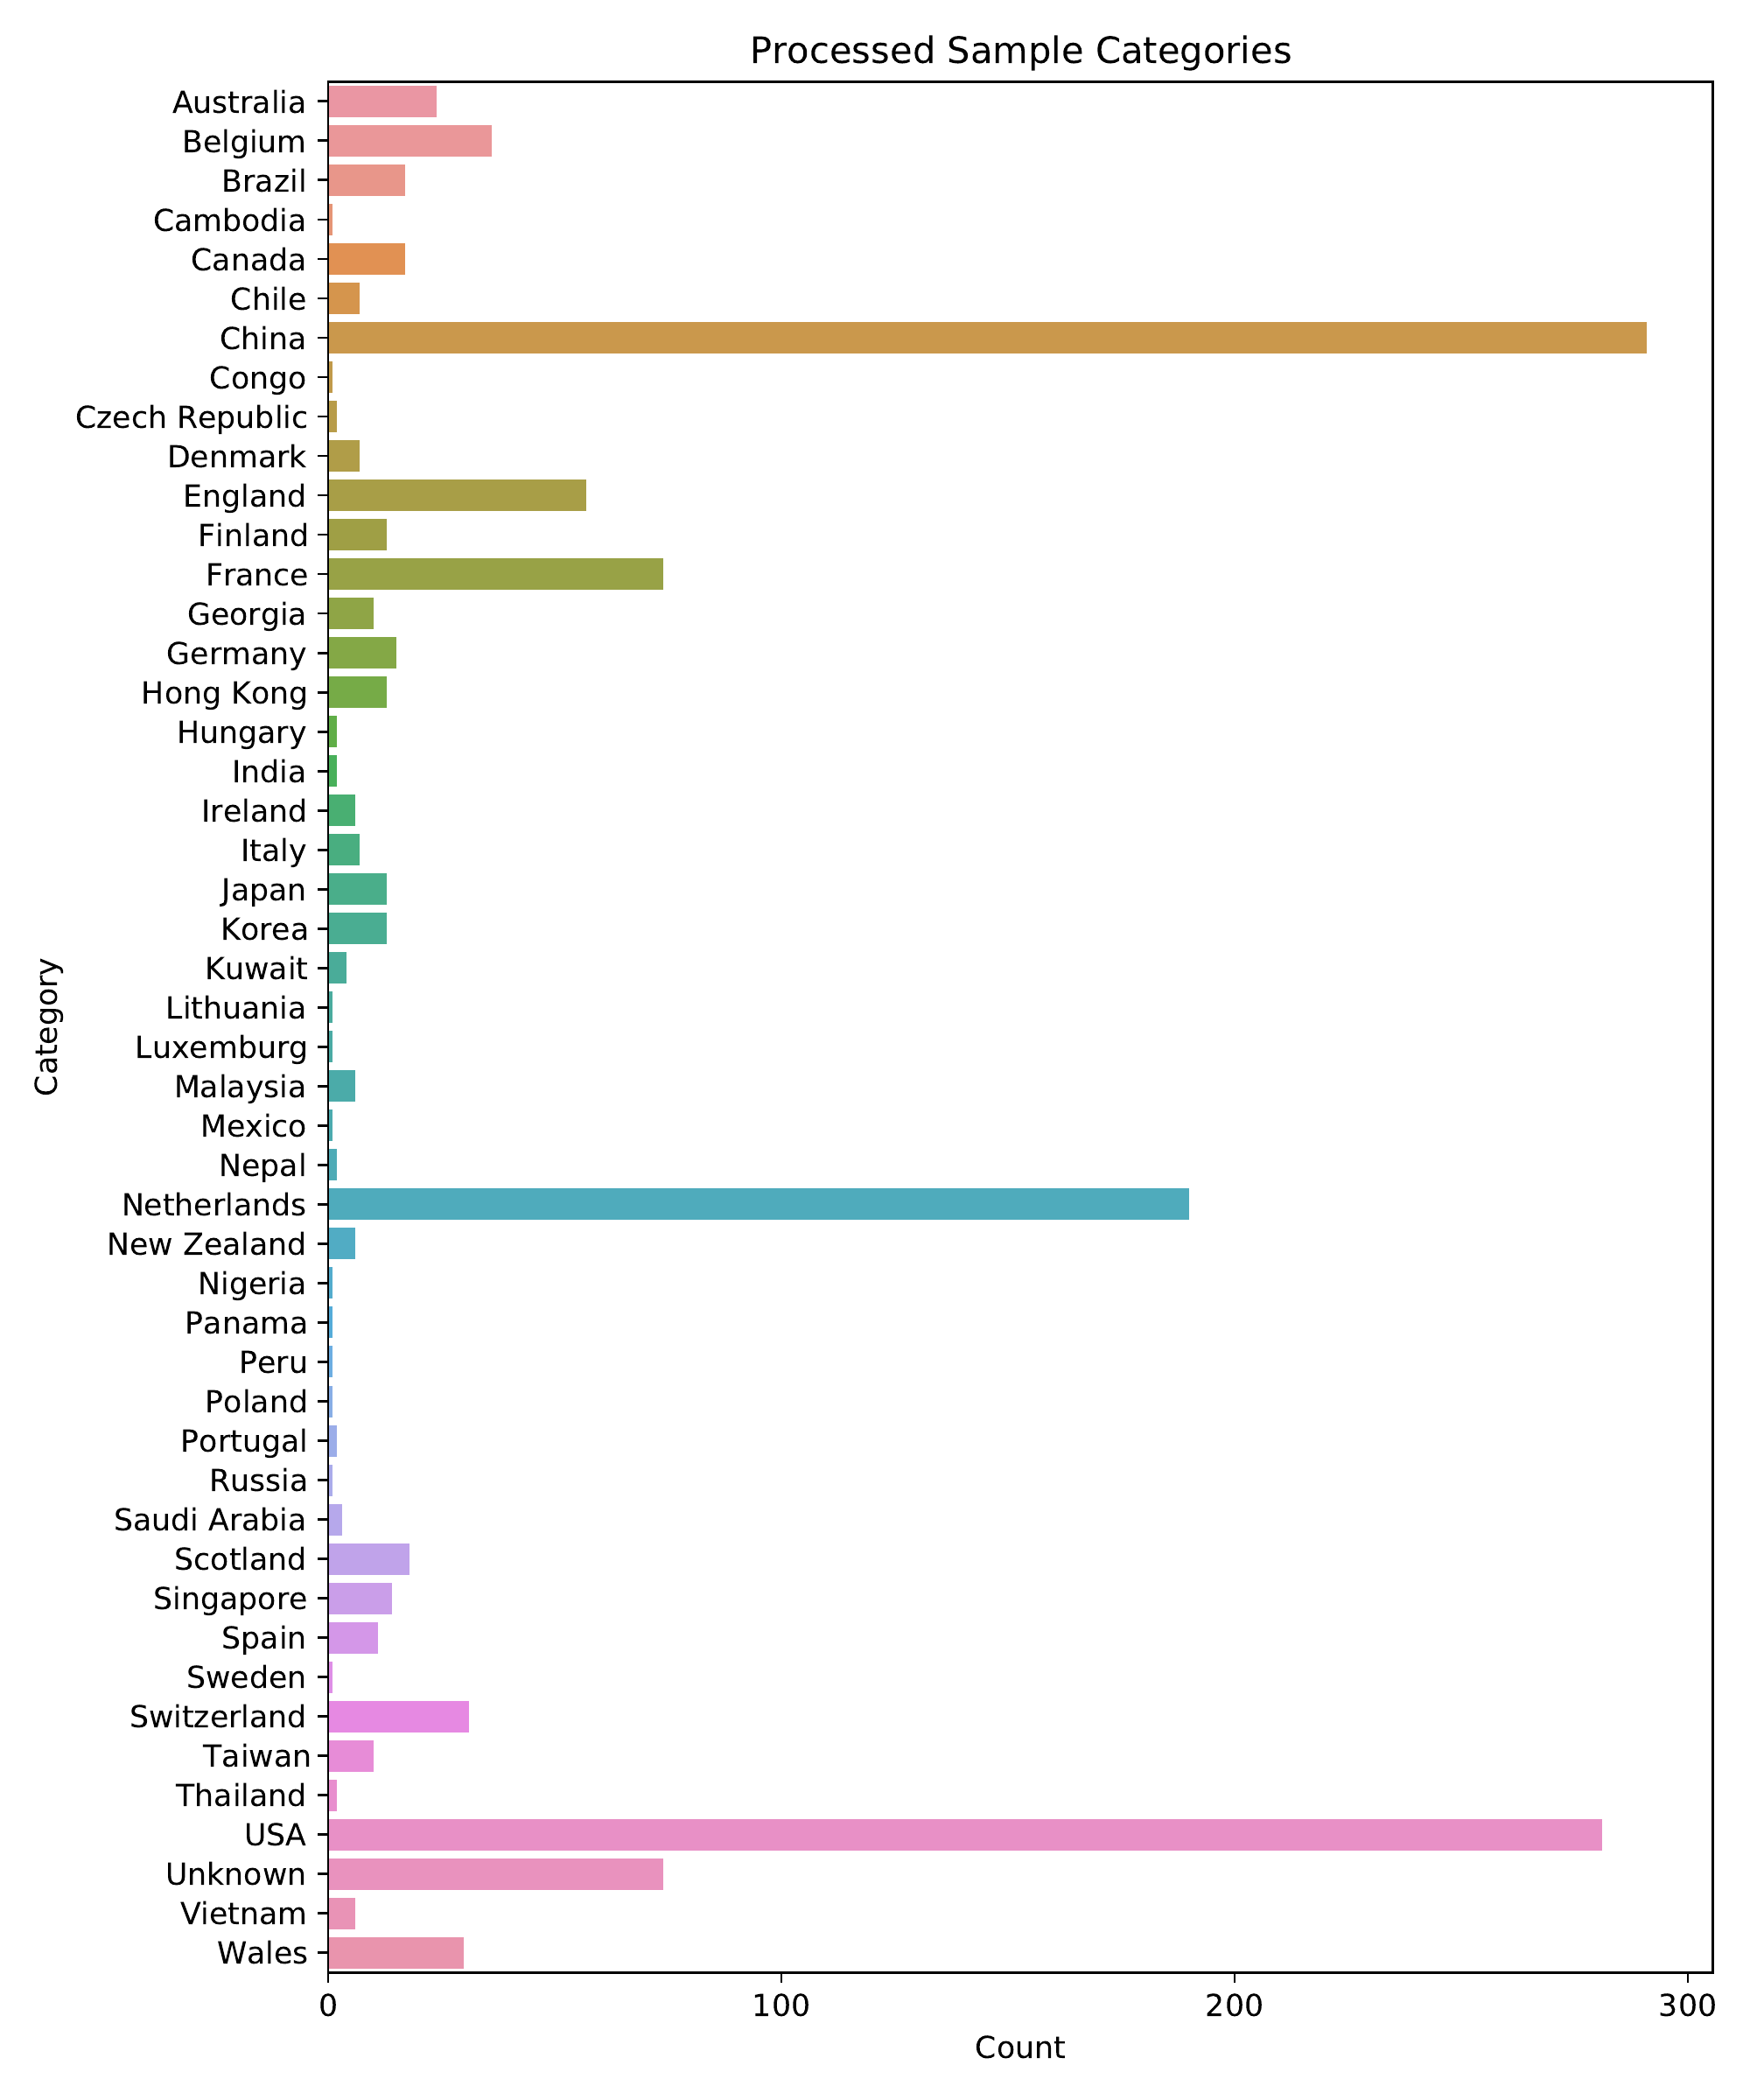 Processed Sample Categories
Australia
Belgium
Brazil
Cambodia
Canada
Chile
China
Congo
Czech Republic
Denmark
England
Finland
France
Georgia
Germany
Hong Kong
Hungary
India
Ireland
Italy
Japan
Korea
Kuwait
Lithuania
Luxemburg
Malaysia
Mexico
Nepal
Netherlands
New Zealand
Nigeria
Panama
Peru
Poland
Portugal
Russia
Saudi Arabia
Scotland
Singapore
Spain
Sweden
Switzerland
Taiwan
Thailand
USA
Unknown
Vietnam
Wales
Category
0 100 200 300
Count